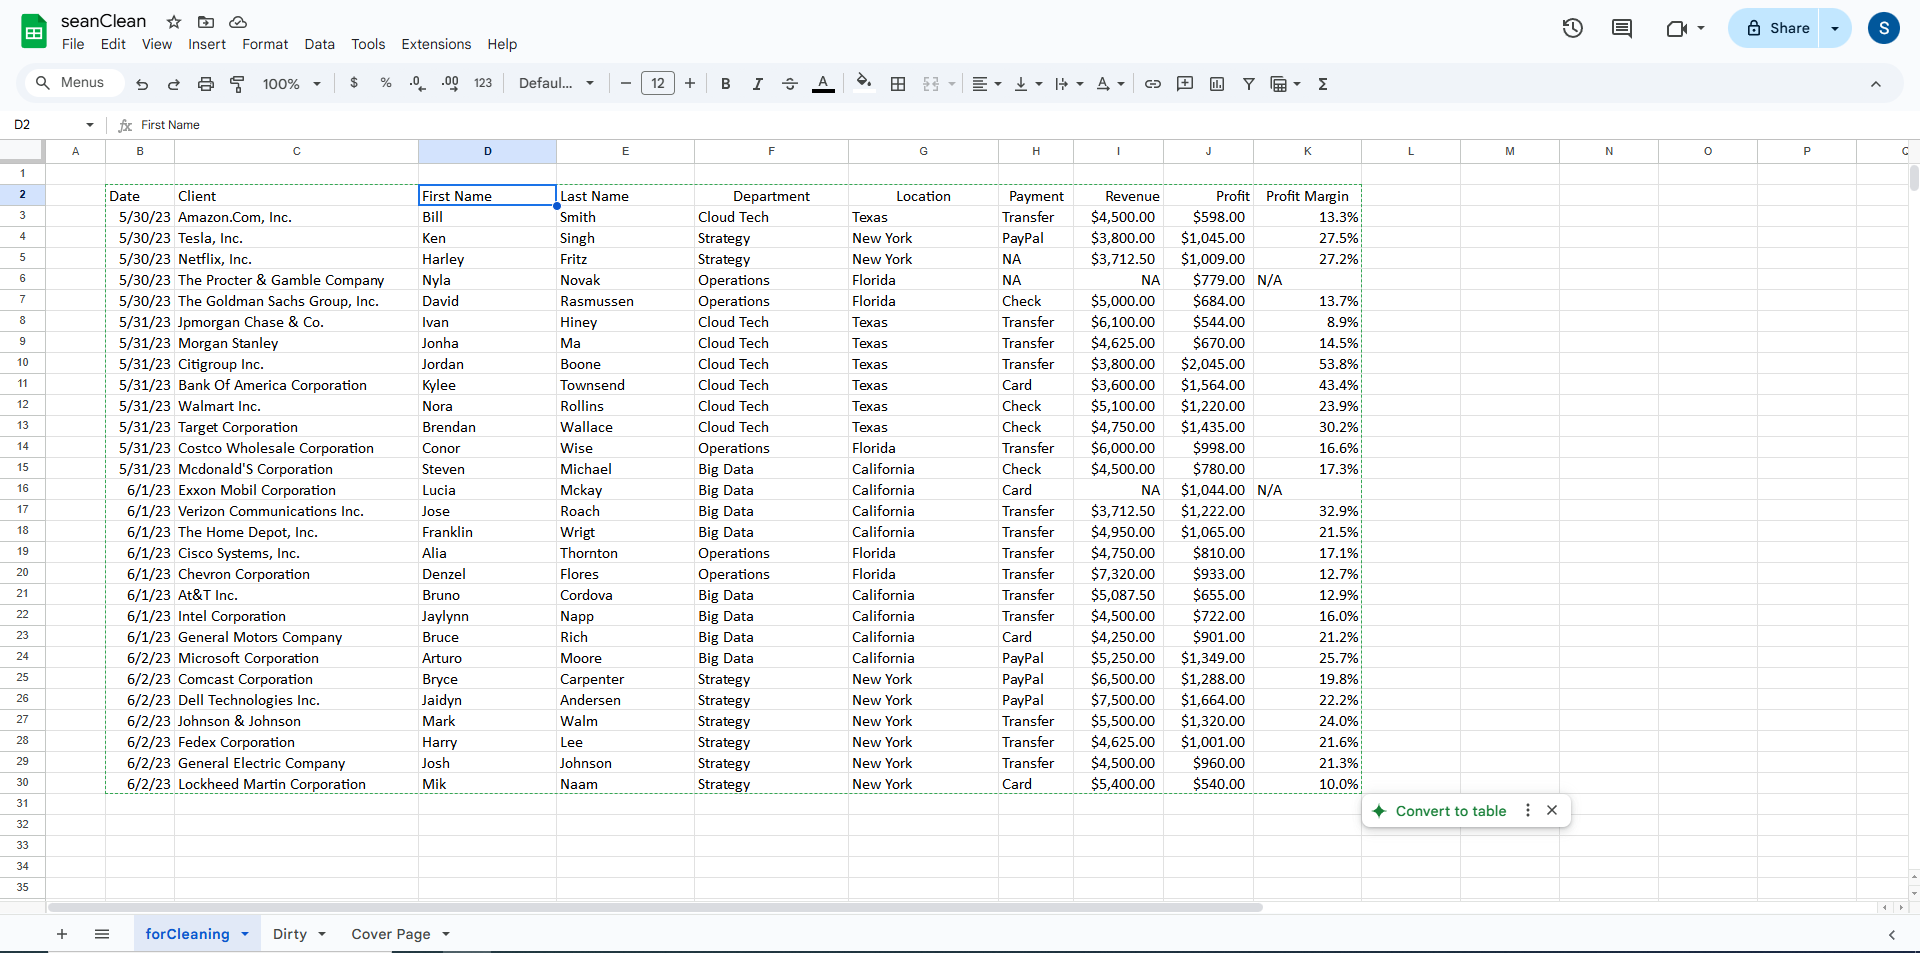 seanClean
File Edit View Insert Format Data Tools Extensions Help
Share
S
Menus 100% $ % .0 .00 123 Defaul... 12 B I A
D2 fx First Name
A B C D E F G H I J K L M N O P
1
2 Date Client First Name Last Name Department Location Payment Revenue Profit Profit Margin
3 5/30/23 Amazon.Com, Inc. Bill Smith Cloud Tech Texas Transfer $4,500.00 $598.00 13.3%
4 5/30/23 Tesla, Inc. Ken Singh Strategy New York PayPal $3,800.00 $1,045.00 27.5%
5 5/30/23 Netflix, Inc. Harley Fritz Strategy New York NA $3,712.50 $1,009.00 27.2%
6 5/30/23 The Procter & Gamble Company Nyla Novak Operations Florida NA NA $779.00 N/A
7 5/30/23 The Goldman Sachs Group, Inc. David Rasmussen Operations Florida Check $5,000.00 $684.00 13.7%
8 5/31/23 Jpmorgan Chase & Co. Ivan Hiney Cloud Tech Texas Transfer $6,100.00 $544.00 8.9%
9 5/31/23 Morgan Stanley Jonha Ma Cloud Tech Texas Transfer $4,625.00 $670.00 14.5%
10 5/31/23 Citigroup Inc. Jordan Boone Cloud Tech Texas Transfer $3,800.00 $2,045.00 53.8%
11 5/31/23 Bank Of America Corporation Kylee Townsend Cloud Tech Texas Card $3,600.00 $1,564.00 43.4%
12 5/31/23 Walmart Inc. Nora Rollins Cloud Tech Texas Check $5,100.00 $1,220.00 23.9%
13 5/31/23 Target Corporation Brendan Wallace Cloud Tech Texas Check $4,750.00 $1,435.00 30.2%
14 5/31/23 Costco Wholesale Corporation Conor Wise Operations Florida Transfer $6,000.00 $998.00 16.6%
15 5/31/23 Mcdonald'S Corporation Steven Michael Big Data California Check $4,500.00 $780.00 17.3%
16 6/1/23 Exxon Mobil Corporation Lucia Mckay Big Data California Card NA $1,044.00 N/A
17 6/1/23 Verizon Communications Inc. Jose Roach Big Data California Transfer $3,712.50 $1,222.00 32.9%
18 6/1/23 The Home Depot, Inc. Franklin Wrigt Big Data California Transfer $4,950.00 $1,065.00 21.5%
19 6/1/23 Cisco Systems, Inc. Alia Thornton Operations Florida Transfer $4,750.00 $810.00 17.1%
20 6/1/23 Chevron Corporation Denzel Flores Operations Florida Transfer $7,320.00 $933.00 12.7%
21 6/1/23 At&T Inc. Bruno Cordova Big Data California Transfer $5,087.50 $655.00 12.9%
22 6/1/23 Intel Corporation Jaylynn Napp Big Data California Transfer $4,500.00 $722.00 16.0%
23 6/1/23 General Motors Company Bruce Rich Big Data California Card $4,250.00 $901.00 21.2%
24 6/2/23 Microsoft Corporation Arturo Moore Big Data California PayPal $5,250.00 $1,349.00 25.7%
25 6/2/23 Comcast Corporation Bryce Carpenter Strategy New York PayPal $6,500.00 $1,288.00 19.8%
26 6/2/23 Dell Technologies Inc. Jaidyn Andersen Strategy New York PayPal $7,500.00 $1,664.00 22.2%
27 6/2/23 Johnson & Johnson Mark Walm Strategy New York Transfer $5,500.00 $1,320.00 24.0%
28 6/2/23 Fedex Corporation Harry Lee Strategy New York Transfer $4,625.00 $1,001.00 21.6%
29 6/2/23 General Electric Company Josh Johnson Strategy New York Transfer $4,500.00 $960.00 21.3%
30 6/2/23 Lockheed Martin Corporation Mik Naam Strategy New York Card $5,400.00 $540.00 10.0%
31
Convert to table
32
33
34
35
forCleaning Dirty Cover Page